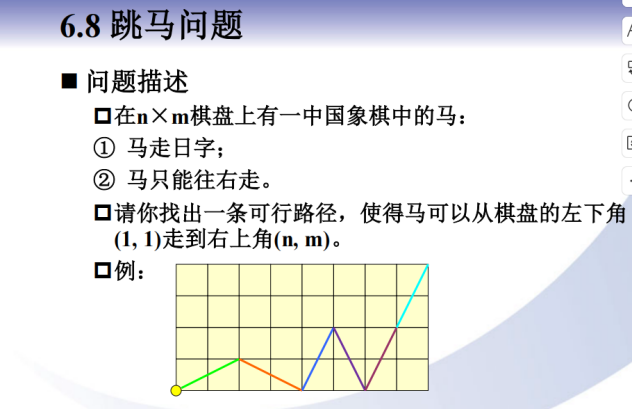 6.8 跳马问题
■ 问题描述
在n×m棋盘上有一中国象棋中的马：
① 马走日字；
② 马只能往右走。
请你找出一条可行路径，使得马可以从棋盘的左下角
(1, 1)走到右上角(n, m)。
例：